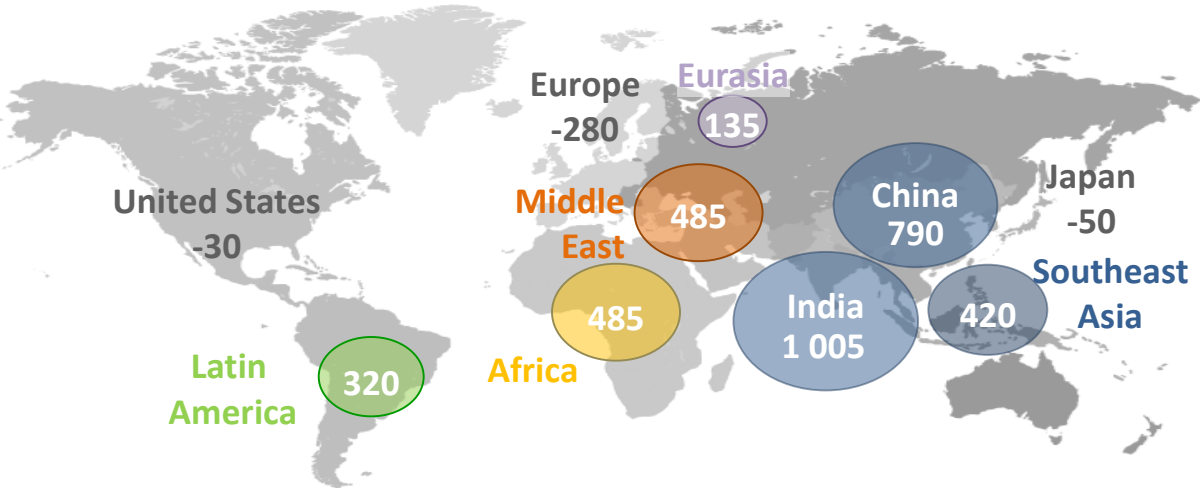 Europe
-280
Eurasia
135
United States
-30
Middle
East
485
China
790
Japan
-50
Southeast
Asia
420
India
1 005
485
Africa
Latin
America
320